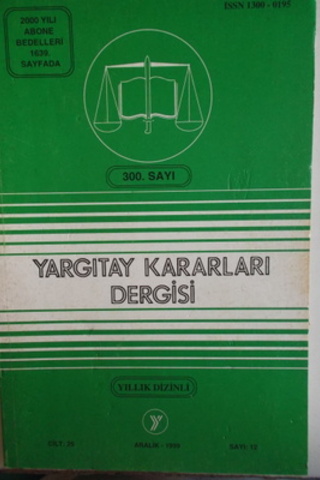 ISSN 1300 - 0195
2000 YILI
ABONE
BEDELLERİ
1639.
SAYFADA
300. SAYI
YARGITAY KARARLARI
DERGİSİ
YILLIK DİZİNLİ
CİLT: 25
ARALIK - 1999
SAYI: 12